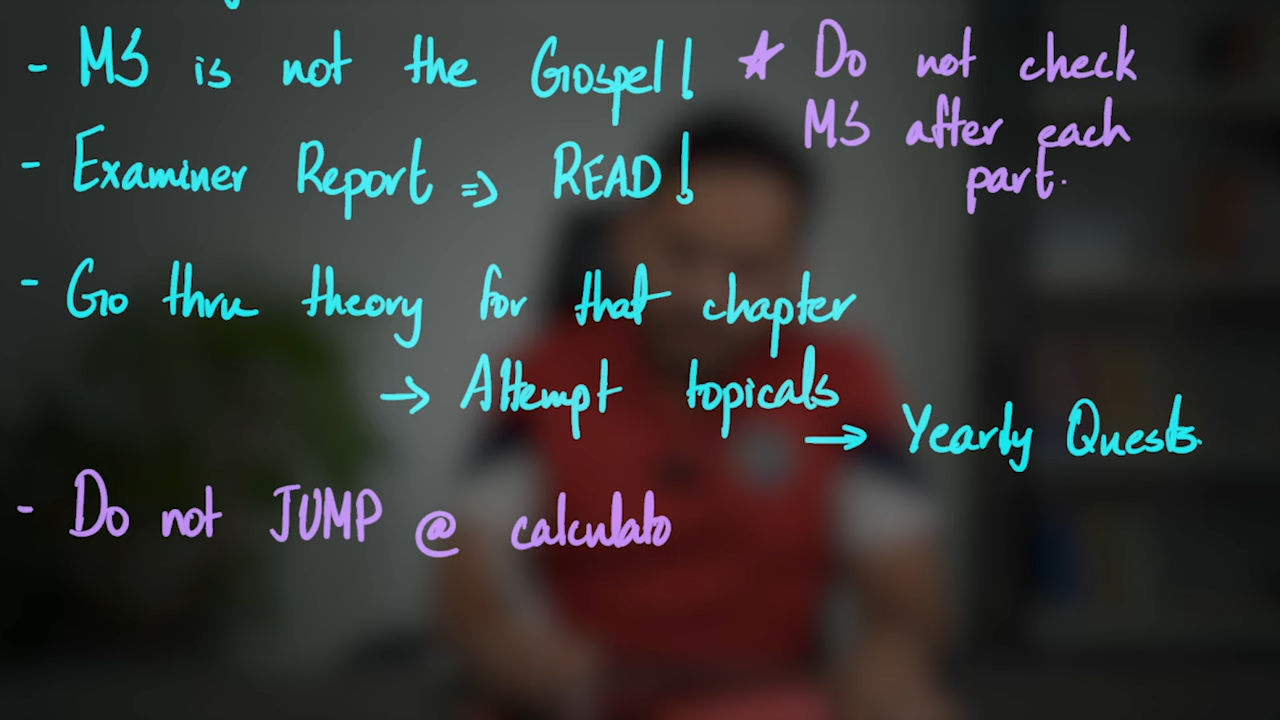 - MS is not the Gospel!
* Do not check
MS after each
part.
- Examiner Report => READ!
- Go thru theory for that chapter
→ Attempt topicals
→ Yearly Quests.
- Do not JUMP @ calculato